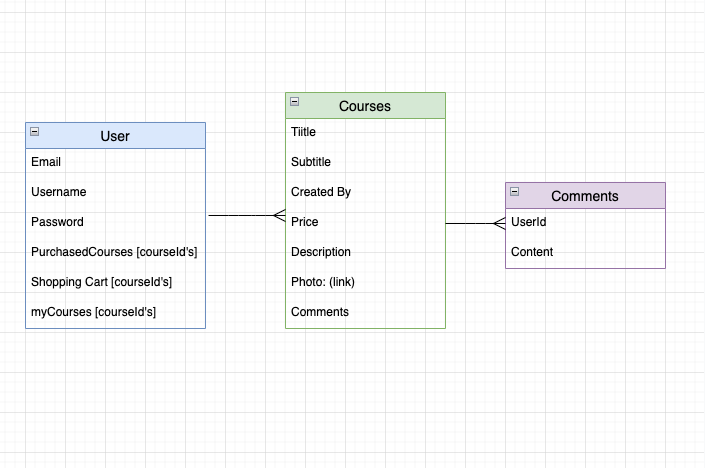 User
Email
Username
Password
PurchasedCourses [courseId's]
Shopping Cart [courseId's]
myCourses [courseId's]
Courses
Tiitle
Subtitle
Created By
Price
Description
Photo: (link)
Comments
Comments
UserId
Content